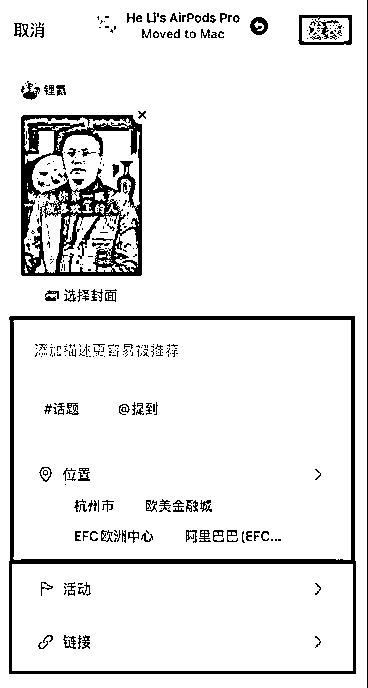 取消
He Li's AirPods Pro
Moved to Mac
发表
锂氦
选择封面
添加描述更容易被推荐
#话题 @提到
位置
杭州市 欧美金融城
EFC欧洲中心 阿里巴巴(EFC...
活动
链接